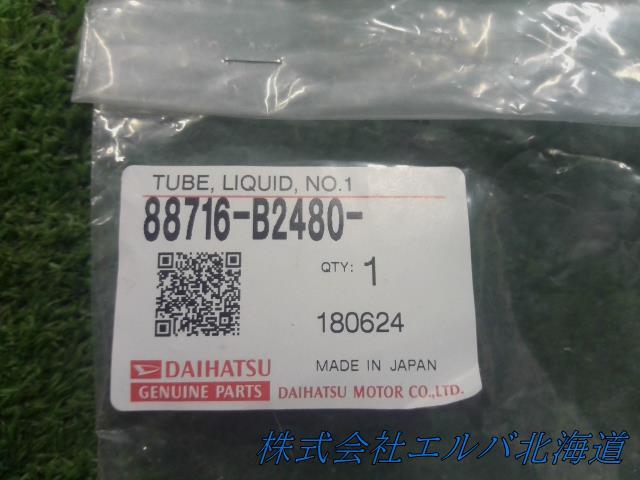 TUBE, LIQUID, NO.1
88716-B2480-
QTY: 1
180624
DAIHATSU
MADE IN JAPAN
GENUINE PARTS
DAIHATSU MOTOR CO.,LTD.
株式会社エルバ北海道